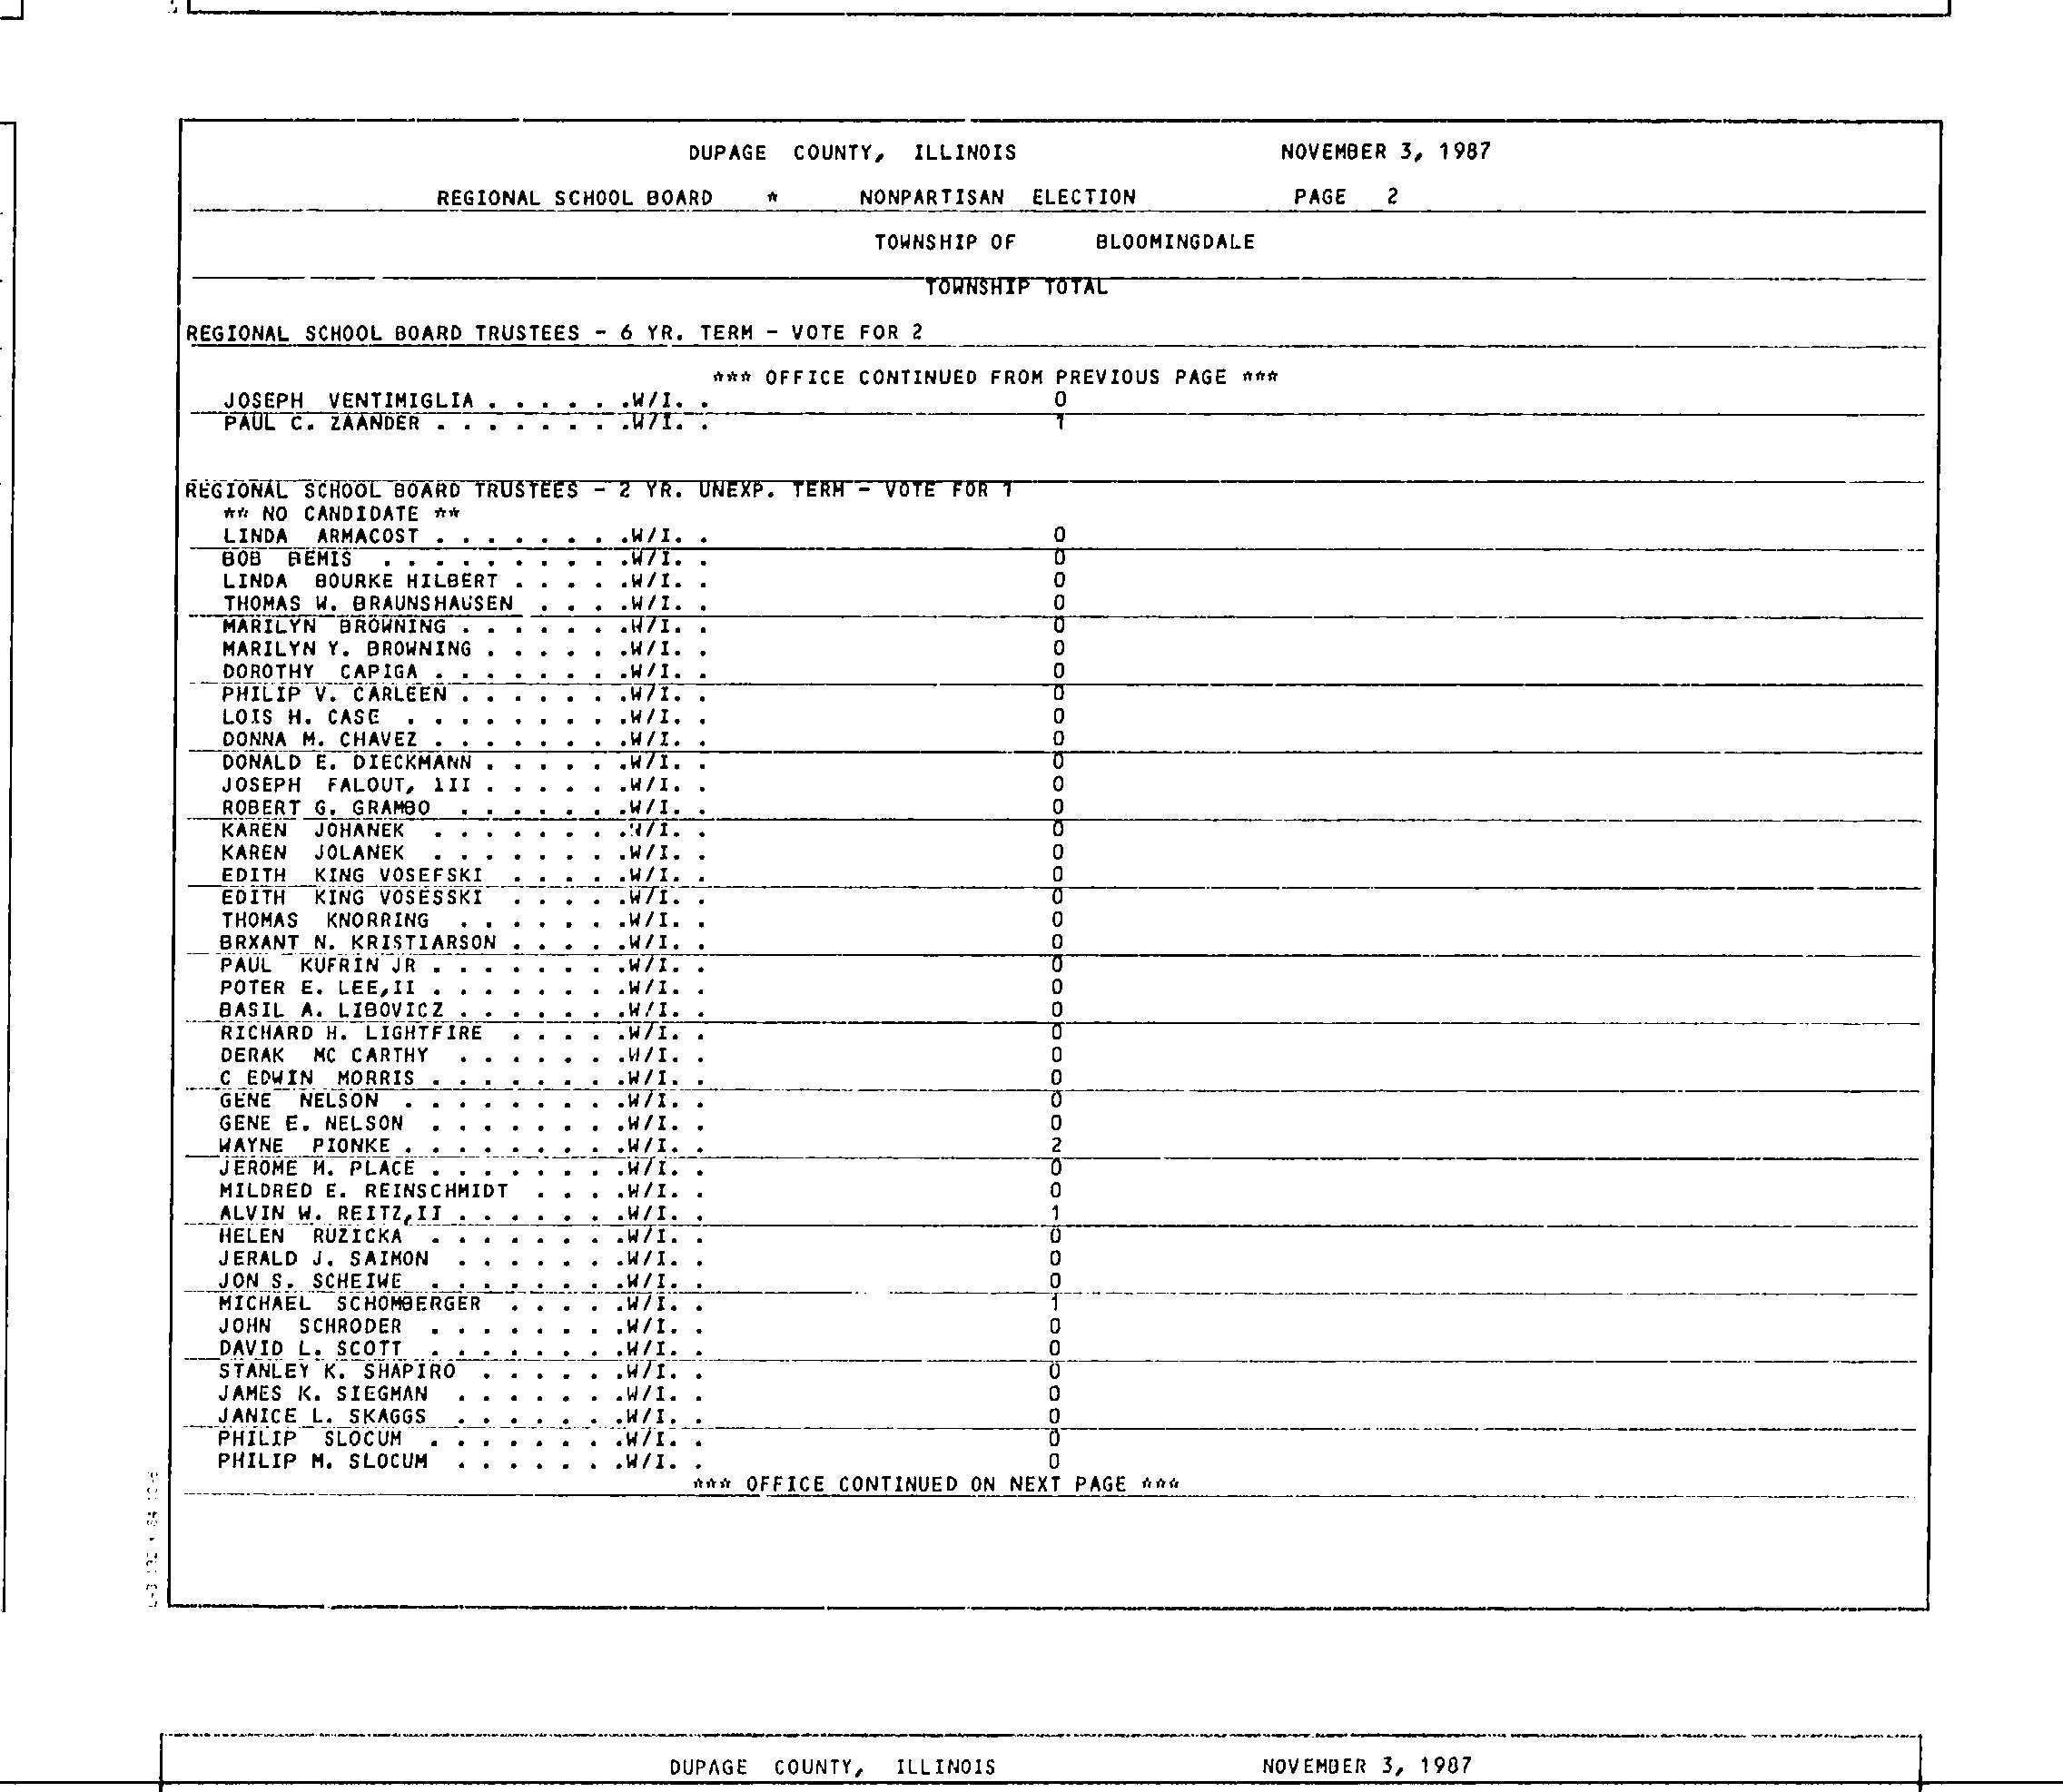 DUPAGE COUNTY, ILLINOIS NOVEMBER 3, 1987
REGIONAL SCHOOL BOARD * NONPARTISAN ELECTION PAGE 2
TOWNSHIP OF BLOOMINGDALE
TOWNSHIP TOTAL
REGIONAL SCHOOL BOARD TRUSTEES - 6 YR. TERM - VOTE FOR 2
*** OFFICE CONTINUED FROM PREVIOUS PAGE ***
JOSEPH VENTIMIGLIA . . . . . .W/I. . 0
PAUL C. ZAANDER . . . . . . . .W/I. . 1
REGIONAL SCHOOL BOARD TRUSTEES - 2 YR. UNEXP. TERM - VOTE FOR 1
** NO CANDIDATE **
LINDA ARMACOST . . . . . . . .W/I. . 0
BOB BEMIS . . . . . . . . . .W/I. . 0
LINDA BOURKE HILBERT . . . . .W/I. . 0
THOMAS W. BRAUNSHAUSEN . . . .W/I. . 0
MARILYN BROWNING . . . . . . .W/I. . 0
MARILYN Y. BROWNING . . . . . .W/I. . 0
DOROTHY CAPIGA . . . . . . . .W/I. . 0
PHILIP V. CARLEEN . . . . . . .W/I. . 0
LOIS H. CASE . . . . . . . . .W/I. . 0
DONNA M. CHAVEZ . . . . . . . .W/I. . 0
DONALD E. DIECKMANN . . . . . .W/I. . 0
JOSEPH FALOUT, III . . . . . .W/I. . 0
ROBERT G. GRAMBO . . . . . . .W/I. . 0
KAREN JOHANEK . . . . . . . .W/I. . 0
KAREN JOLANEK . . . . . . . .W/I. . 0
EDITH KING VOSEFSKI . . . . .W/I. . 0
EDITH KING VOSESSKI . . . . .W/I. . 0
THOMAS KNORRING . . . . . . .W/I. . 0
BRXANT N. KRISTIARSON . . . . .W/I. . 0
PAUL KUFRIN JR . . . . . . . .W/I. . 0
POTER E. LEE,II . . . . . . . .W/I. . 0
BASIL A. LIBOVICZ . . . . . . .W/I. . 0
RICHARD H. LIGHTFIRE . . . . .W/I. . 0
DERAK MC CARTHY . . . . . . .W/I. . 0
C EDWIN MORRIS . . . . . . . .W/I. . 0
GENE NELSON . . . . . . . . .W/I. . 0
GENE E. NELSON . . . . . . . .W/I. . 0
WAYNE PIONKE . . . . . . . . .W/I. . 2
JEROME M. PLACE . . . . . . . .W/I. . 0
MILDRED E. REINSCHMIDT . . . .W/I. . 0
ALVIN W. REITZ,II . . . . . . .W/I. . 1
HELEN RUZICKA . . . . . . . .W/I. . 0
JERALD J. SAIMON . . . . . . .W/I. . 0
JON S. SCHEIWE . . . . . . . .W/I. . 0
MICHAEL SCHOMBERGER . . . . .W/I. . 1
JOHN SCHRODER . . . . . . . .W/I. . 0
DAVID L. SCOTT . . . . . . . .W/I. . 0
STANLEY K. SHAPIRO . . . . . .W/I. . 0
JAMES K. SIEGMAN . . . . . . .W/I. . 0
JANICE L. SKAGGS . . . . . . .W/I. . 0
PHILIP SLOCUM . . . . . . . .W/I. . 0
PHILIP M. SLOCUM . . . . . . .W/I. . 0
*** OFFICE CONTINUED ON NEXT PAGE ***
DUPAGE COUNTY, ILLINOIS NOVEMBER 3, 1987